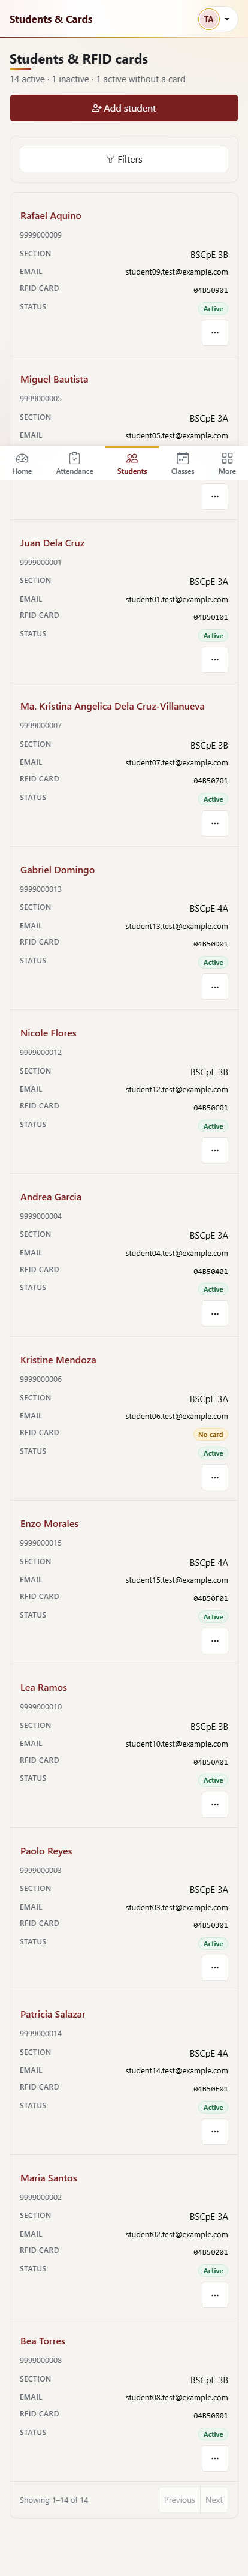 Students & Cards
TA
Students & RFID cards
14 active · 1 inactive · 1 active without a card
Add student
Filters
Rafael Aquino
9999000009
SECTION BSCpE 3B
EMAIL student09.test@example.com
RFID CARD 04B50901
STATUS Active
...
Miguel Bautista
9999000005
SECTION BSCpE 3A
EMAIL student05.test@example.com
Home Attendance Students Classes More
...
Juan Dela Cruz
9999000001
SECTION BSCpE 3A
EMAIL student01.test@example.com
RFID CARD 04B50101
STATUS Active
...
Ma. Kristina Angelica Dela Cruz-Villanueva
9999000007
SECTION BSCpE 3B
EMAIL student07.test@example.com
RFID CARD 04B50701
STATUS Active
...
Gabriel Domingo
9999000013
SECTION BSCpE 4A
EMAIL student13.test@example.com
RFID CARD 04B50D01
STATUS Active
...
Nicole Flores
9999000012
SECTION BSCpE 3B
EMAIL student12.test@example.com
RFID CARD 04B50C01
STATUS Active
...
Andrea Garcia
9999000004
SECTION BSCpE 3A
EMAIL student04.test@example.com
RFID CARD 04B50401
STATUS Active
...
Kristine Mendoza
9999000006
SECTION BSCpE 3A
EMAIL student06.test@example.com
RFID CARD No card
STATUS Active
...
Enzo Morales
9999000015
SECTION BSCpE 4A
EMAIL student15.test@example.com
RFID CARD 04B50F01
STATUS Active
...
Lea Ramos
9999000010
SECTION BSCpE 3B
EMAIL student10.test@example.com
RFID CARD 04B50A01
STATUS Active
...
Paolo Reyes
9999000003
SECTION BSCpE 3A
EMAIL student03.test@example.com
RFID CARD 04B50301
STATUS Active
...
Patricia Salazar
9999000014
SECTION BSCpE 4A
EMAIL student14.test@example.com
RFID CARD 04B50E01
STATUS Active
...
Maria Santos
9999000002
SECTION BSCpE 3A
EMAIL student02.test@example.com
RFID CARD 04B50201
STATUS Active
...
Bea Torres
9999000008
SECTION BSCpE 3B
EMAIL student08.test@example.com
RFID CARD 04B50801
STATUS Active
...
Showing 1–14 of 14 Previous Next